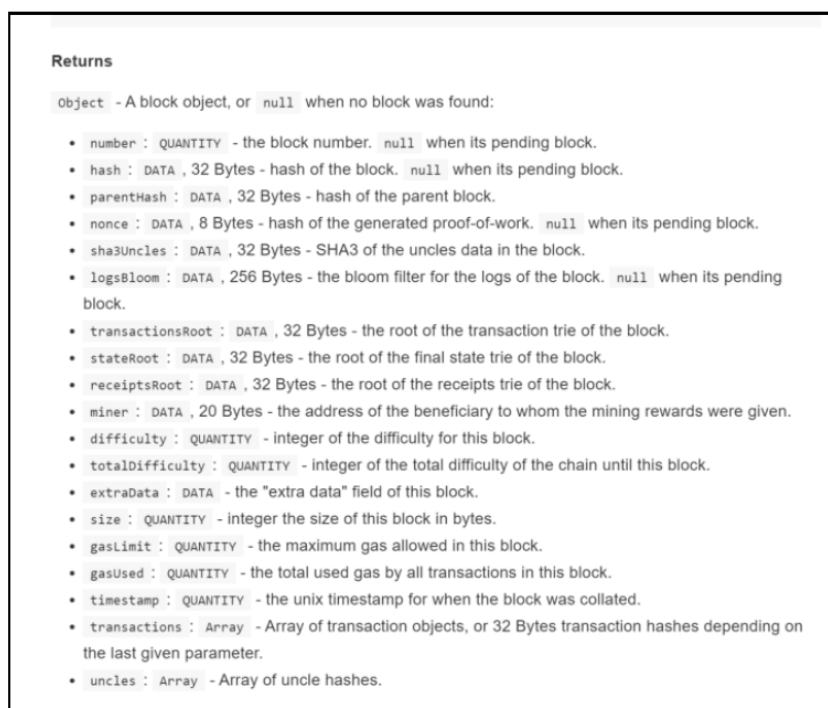 Returns
Object - A block object, or null when no block was found:
• number : QUANTITY - the block number. null when its pending block.
• hash : DATA , 32 Bytes - hash of the block. null when its pending block.
• parentHash : DATA , 32 Bytes - hash of the parent block.
• nonce : DATA , 8 Bytes - hash of the generated proof-of-work. null when its pending block.
• sha3Uncles : DATA , 32 Bytes - SHA3 of the uncles data in the block.
• logsBloom : DATA , 256 Bytes - the bloom filter for the logs of the block. null when its pending
block.
• transactionsRoot : DATA , 32 Bytes - the root of the transaction trie of the block.
• stateRoot : DATA , 32 Bytes - the root of the final state trie of the block.
• receiptsRoot : DATA , 32 Bytes - the root of the receipts trie of the block.
• miner : DATA , 20 Bytes - the address of the beneficiary to whom the mining rewards were given.
• difficulty : QUANTITY - integer of the difficulty for this block.
• totalDifficulty : QUANTITY - integer of the total difficulty of the chain until this block.
• extraData : DATA - the "extra data" field of this block.
• size : QUANTITY - integer the size of this block in bytes.
• gasLimit : QUANTITY - the maximum gas allowed in this block.
• gasUsed : QUANTITY - the total used gas by all transactions in this block.
• timestamp : QUANTITY - the unix timestamp for when the block was collated.
• transactions : Array - Array of transaction objects, or 32 Bytes transaction hashes depending on
the last given parameter.
• uncles : Array - Array of uncle hashes.